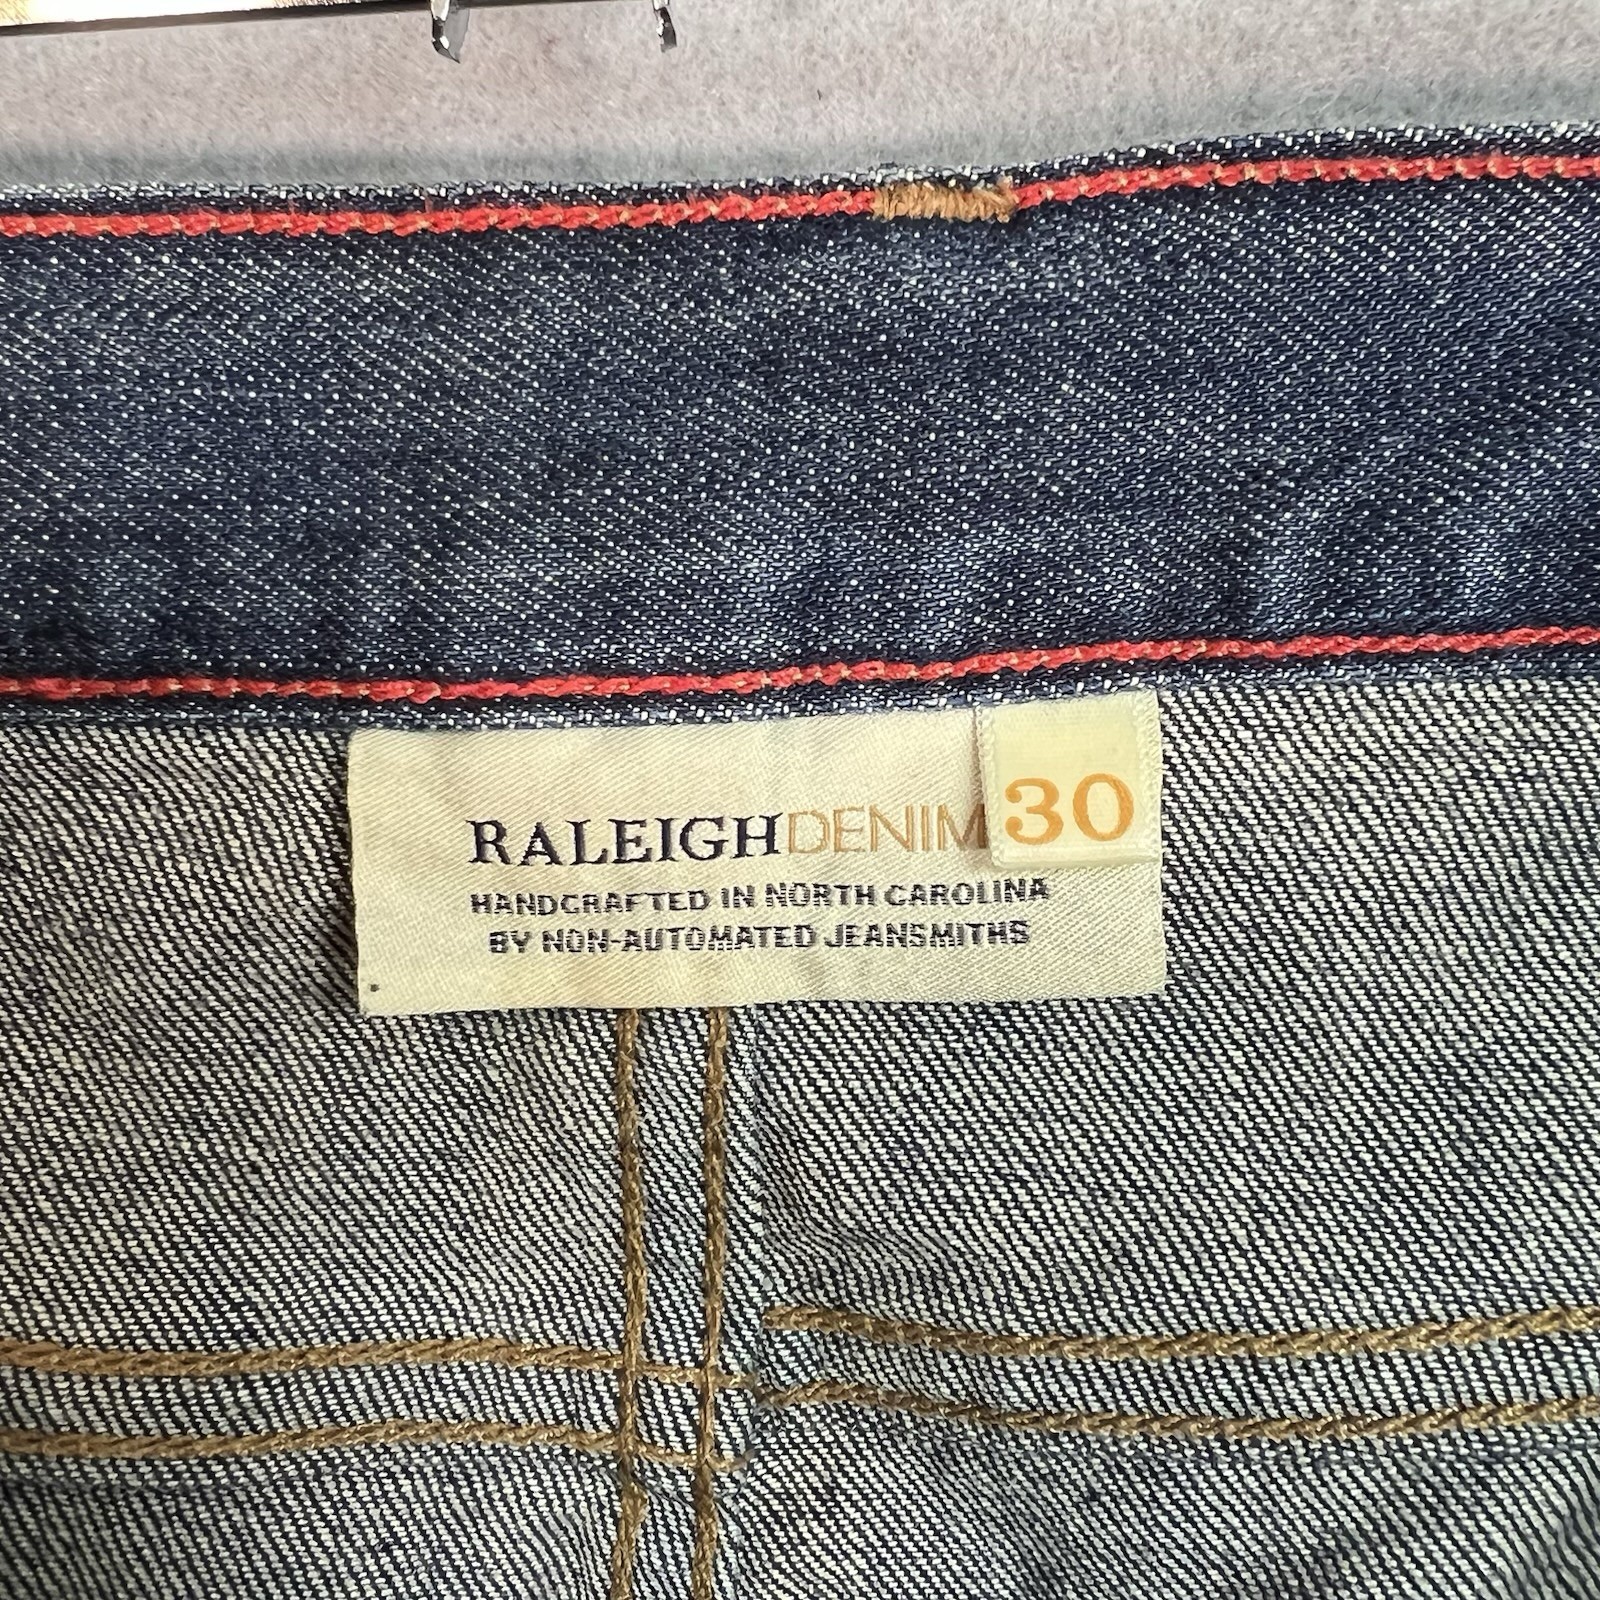 RALEIGHDENIM
30
HANDCRAFTED IN NORTH CAROLINA
BY NON-AUTOMATED JEANSMITHS